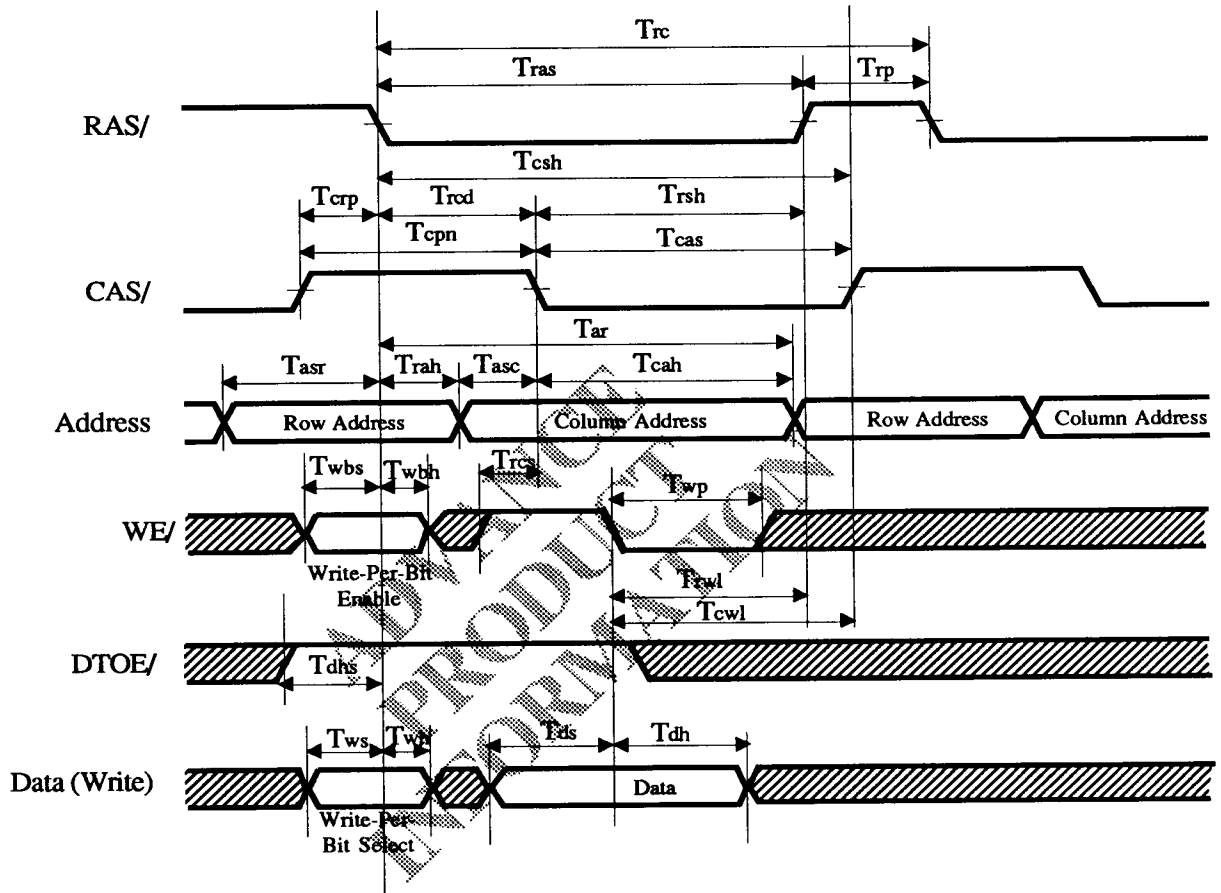 Trc
Tras
Trp
RAS/
Tcsh
Tcrp
Trcd
Trsh
Tcpn
Tcas
CAS/
Tar
Tasr
Trah
Tasc
Tcah
Address
Row Address
Column Address
Row Address
Column Address
Twbs
Twbh
Trcs
Twp
WE/
Write-Per-Bit
Enable
Trwl
Tcwl
DTOE/
Tdhs
Tws
Twh
Tds
Tdh
Data (Write)
Data
Write-Per-
Bit Select
ADVANCE
PRODUCT
INFORMATION